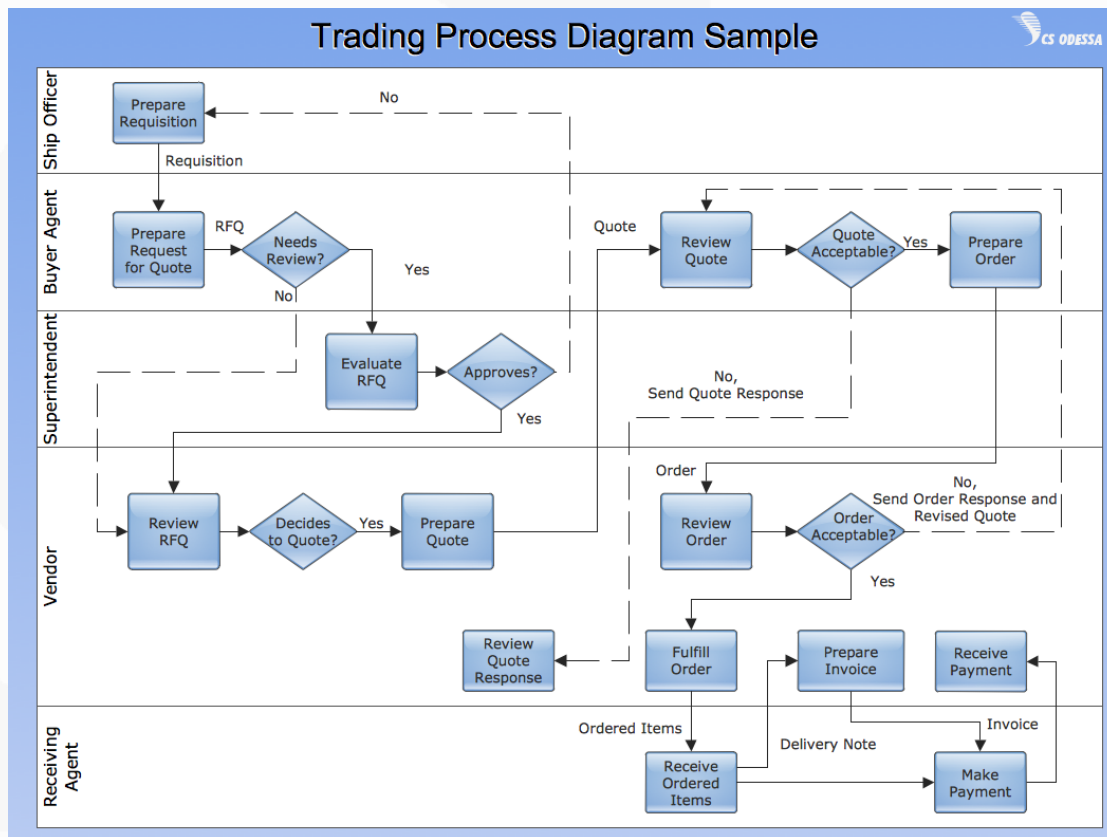 Trading Process Diagram Sample
CS ODESSA
Ship Officer
Prepare
Requisition
No
Requisition
Buyer Agent
Prepare
Request
for Quote
RFQ
Needs
Review?
Yes
No
Quote
Review
Quote
Quote
Acceptable?
Yes
Prepare
Order
Superintendent
Evaluate
RFQ
Approves?
Yes
No,
Send Quote Response
Vendor
Review
RFQ
Decides
to Quote?
Yes
Prepare
Quote
Order
Review
Order
Order
Acceptable?
No,
Send Order Response and
Revised Quote
Yes
Review
Quote
Response
Fulfill
Order
Prepare
Invoice
Receive
Payment
Receiving
Agent
Ordered Items
Delivery Note
Invoice
Receive
Ordered
Items
Make
Payment